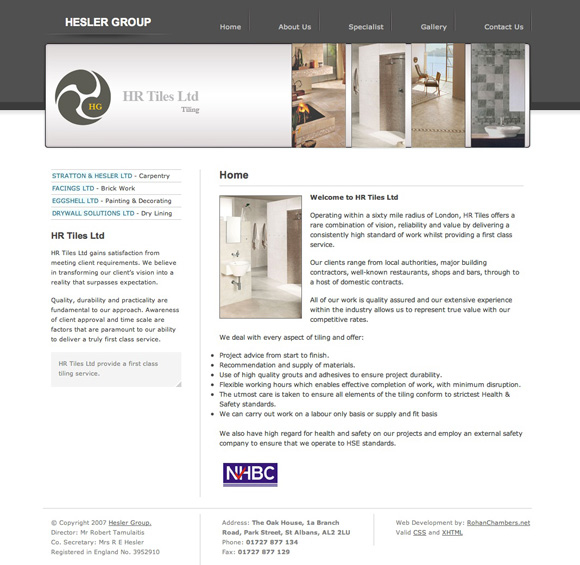 HESLER GROUP
Home
About Us
Specialist
Gallery
Contact Us
HG
HR Tiles Ltd
Tiling
STRATTON & HESLER LTD - Carpentry
FACINGS LTD - Brick Work
EGGSHELL LTD - Painting & Decorating
DRYWALL SOLUTIONS LTD - Dry Lining
HR Tiles Ltd
HR Tiles Ltd gains satisfaction from
meeting client requirements. We believe
in transforming our client's vision into a
reality that surpasses expectation.
Quality, durability and practicality are
fundamental to our approach. Awareness
of client approval and time scale are
factors that are paramount to our ability
to deliver a truly first class service.
HR Tiles Ltd provide a first class
tiling service.
Home
Welcome to HR Tiles Ltd
Operating within a sixty mile radius of London, HR Tiles offers a
rare combination of vision, reliability and value by delivering a
consistently high standard of work whilst providing a first class
service.
Our clients range from local authorities, major building
contractors, well-known restaurants, shops and bars, through to
a host of domestic contracts.
All of our work is quality assured and our extensive experience
within the industry allows us to represent true value with our
competitive rates.
We deal with every aspect of tiling and offer:
• Project advice from start to finish.
• Recommendation and supply of materials.
• Use of high quality grouts and adhesives to ensure project durability.
• Flexible working hours which enables effective completion of work, with minimum disruption.
• The utmost care is taken to ensure all elements of the tiling conform to strictest Health &
Safety standards.
• We can carry out work on a labour only basis or supply and fit basis
We also have high regard for health and safety on our projects and employ an external safety
company to ensure that we operate to HSE standards.
NHBC
© Copyright 2007 Hesler Group.
Director: Mr Robert Tamulaitis
Co. Secretary: Mrs R E Hesler
Registered in England No. 3952910
Address: The Oak House, 1a Branch
Road, Park Street, St Albans, AL2 2LU
Phone: 01727 877 134
Fax: 01727 877 129
Web Development by: RohanChambers.net
Valid CSS and XHTML